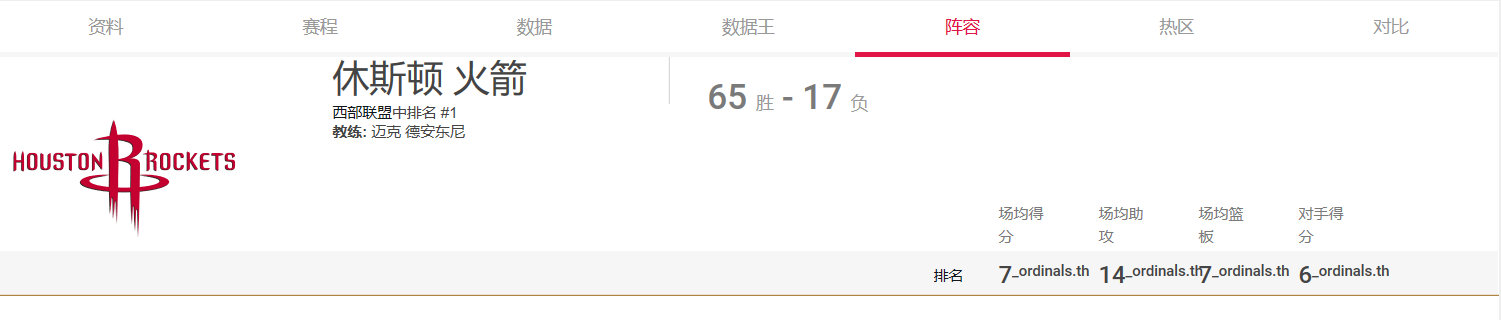 资料 赛程 数据 数据王 阵容 热区 对比
休斯顿 火箭
西部联盟中排名 #1
教练: 迈克 德安东尼
65 胜 - 17 负
HOUSTON R ROCKETS
场均得分 场均助攻 场均篮板 对手得分
排名 7_ordinals.th 14_ordinals.th 7_ordinals.th 6_ordinals.th